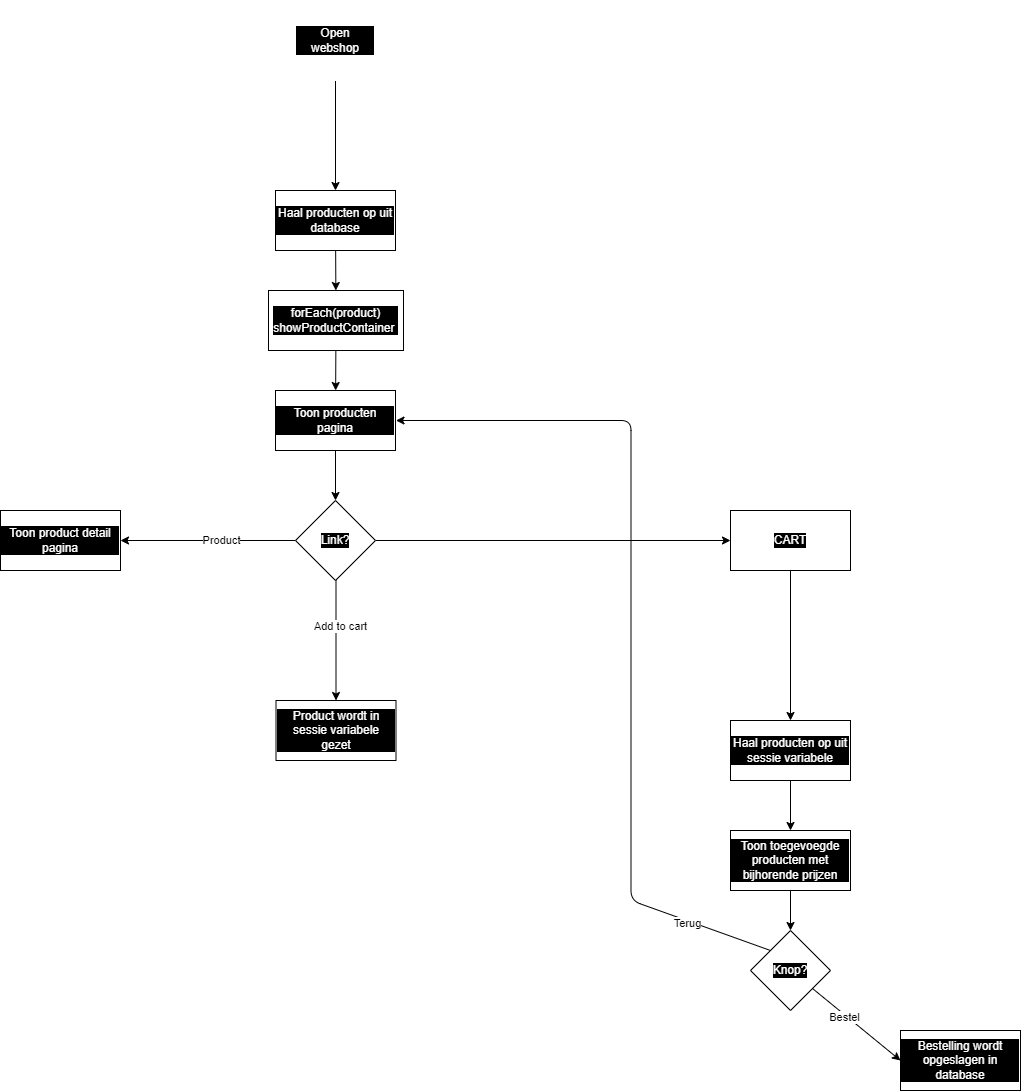 Open
webshop
Haal producten op uit
database
forEach(product)
showProductContainer
Toon producten
pagina
Toon product detail
pagina
Product
Link?
CART
Add to cart
Product wordt in
sessie variabele
gezet
Haal producten op uit
sessie variabele
Toon toegevoegde
producten met
bijhorende prijzen
Terug
Knop?
Bestel
Bestelling wordt
opgeslagen in
database